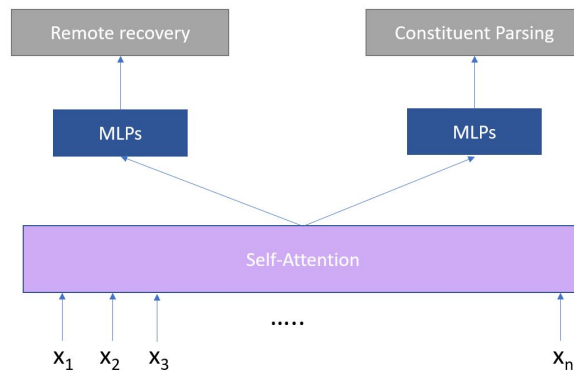 Remote recovery
Constituent Parsing
MLPs
MLPs
Self-Attention
.....
x₁ x₂ x₃ xₙ